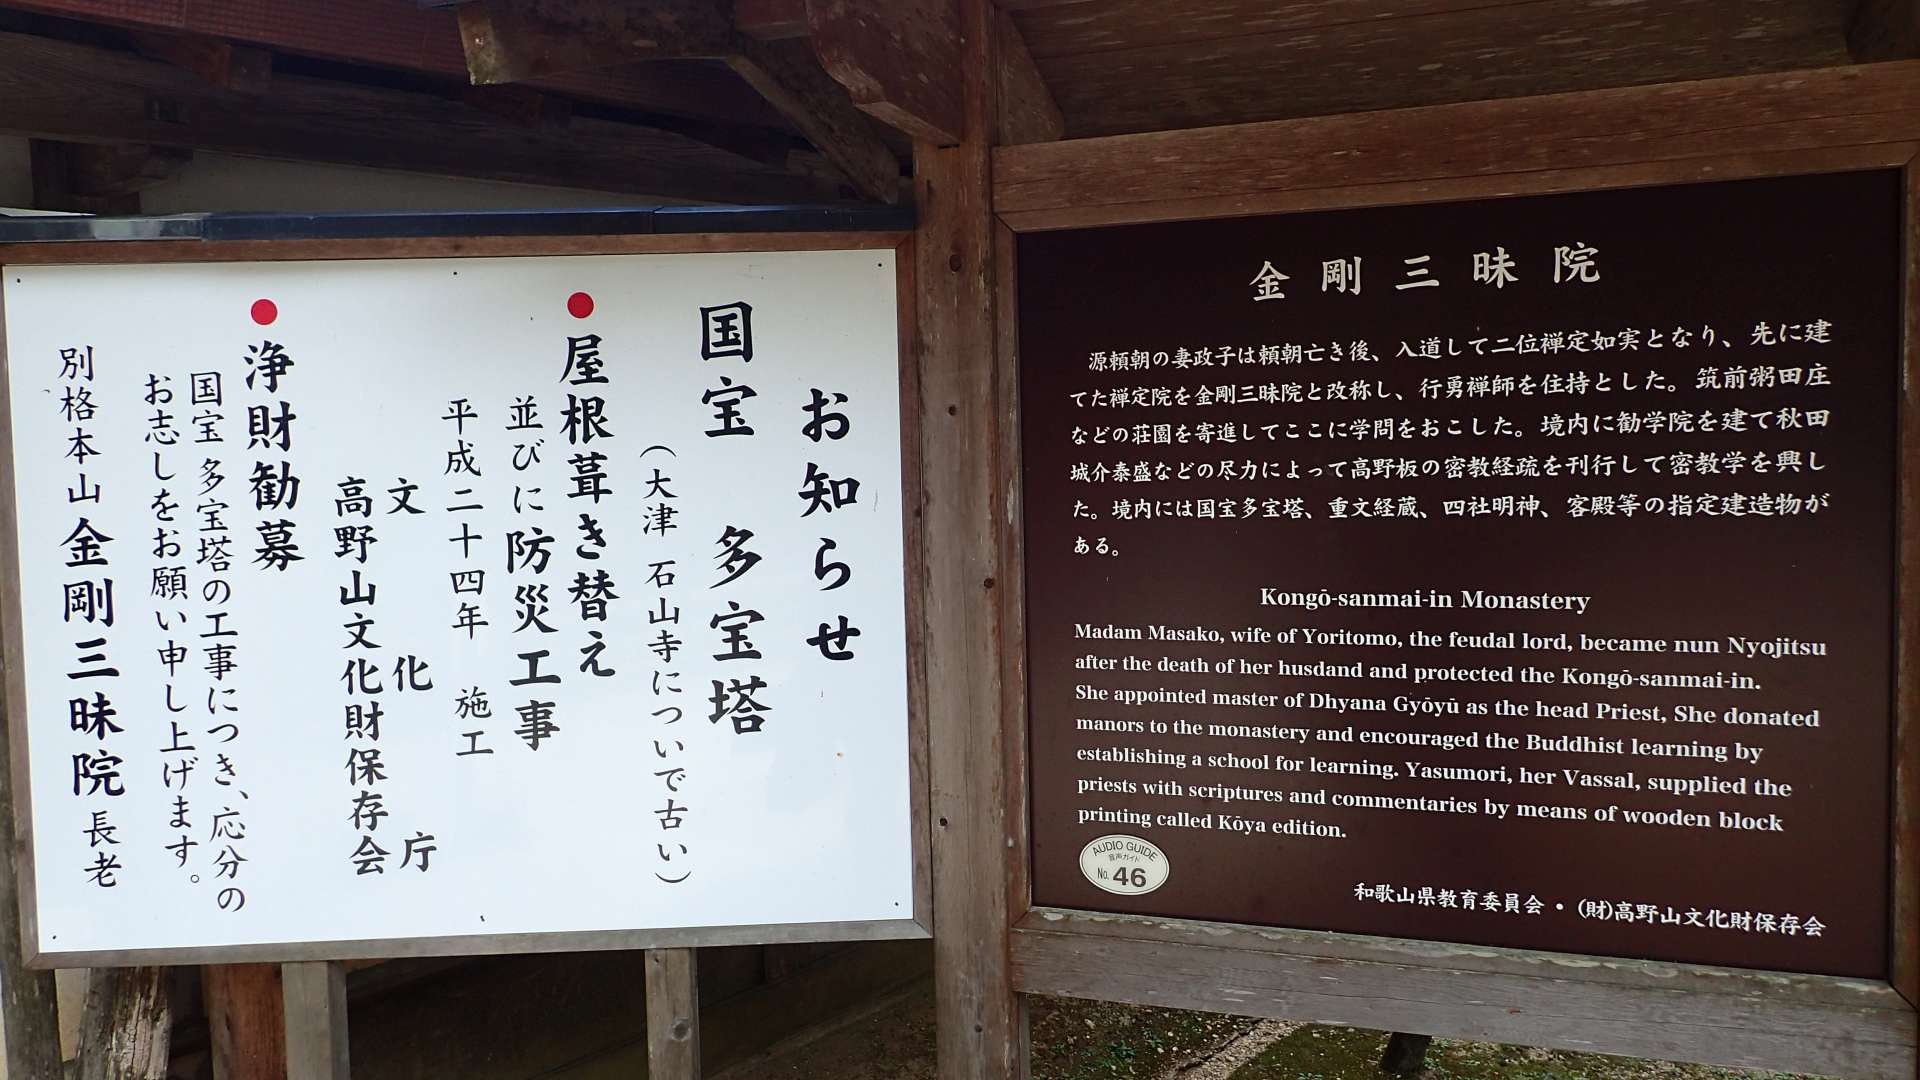 お知らせ
国宝 多宝塔
(大津 石山寺についで古い)
屋根葺き替え
並びに防災工事
平成二十四年 施工
文化庁
高野山文化財保存会
浄財勧募
国宝 多宝塔の工事につき、応分の
お志しをお願い申し上げます。
別格本山 金剛三昧院 長老
金剛三昧院
源頼朝の妻政子は頼朝亡き後、入道して二位禅定如実となり、先に建
てた禅定院を金剛三昧院と改称し、行勇禅師を住持とした。筑前粥田庄
などの荘園を寄進してここに学問をおこした。境内に勧学院を建て秋田
城介泰盛などの尽力によって高野板の密教経疏を刊行して密教学を興し
た。境内には国宝多宝塔、重文経蔵、四社明神、客殿等の指定建造物が
ある。
Kongō-sanmai-in Monastery
Madam Masako, wife of Yoritomo, the feudal lord, became nun Nyojitsu
after the death of her husdand and protected the Kongō-sanmai-in.
She appointed master of Dhyana Gyōyū as the head Priest, She donated
manors to the monastery and encouraged the Buddhist learning by
establishing a school for learning. Yasumori, her Vassal, supplied the
priests with scriptures and commentaries by means of wooden block
printing called Kōya edition.
AUDIO GUIDE
音声ガイド
No. 46
和歌山県教育委員会・(財)高野山文化財保存会